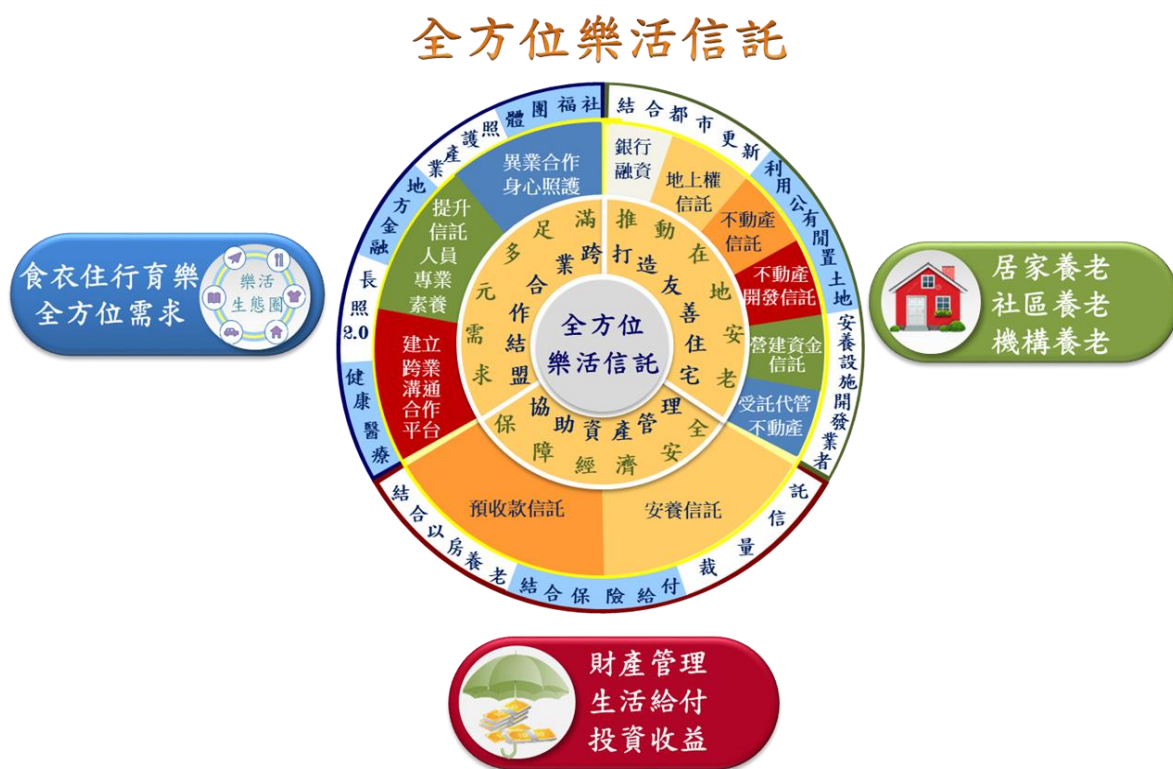 全方位樂活信託
社福團體
照護產業
地方金融
長照2.0
健康醫療
結合都市更新
利用公有閒置土地
安養設施開發業者
結合以房養老
結合保險給付
裁量信託
異業合作
身心照護
提升
信託
人員
專業
素養
建立
跨業
溝通
合作
平台
銀行
融資
地上權
信託
不動產
信託
不動產
開發信託
營建資金
信託
受託代管
不動產
預收款信託
安養信託
滿足多元需求
跨業合作結盟
推動在地安老
打造友善住宅
協助資產管理
保障經濟安全
全方位
樂活信託
食衣住行育樂
全方位需求
樂活
生態圈
居家養老
社區養老
機構養老
財產管理
生活給付
投資收益